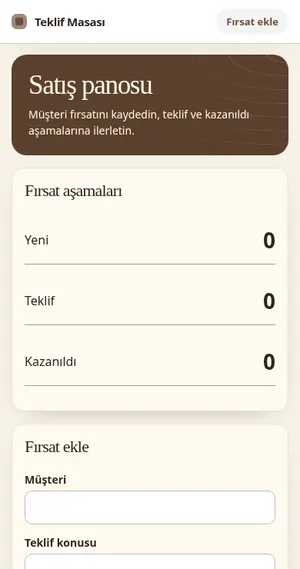 Teklif Masası
Fırsat ekle
Satış panosu
Müşteri fırsatını kaydedin, teklif ve kazanıldı
aşamalarına ilerletin.
Fırsat aşamaları
Yeni 0
Teklif 0
Kazanıldı 0
Fırsat ekle
Müşteri
Teklif konusu